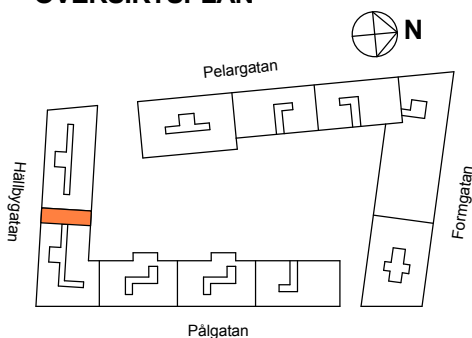 ÖVERSIKTSPLAN
N
Pelargatan
Hällbygatan
Formgatan
Pålgatan